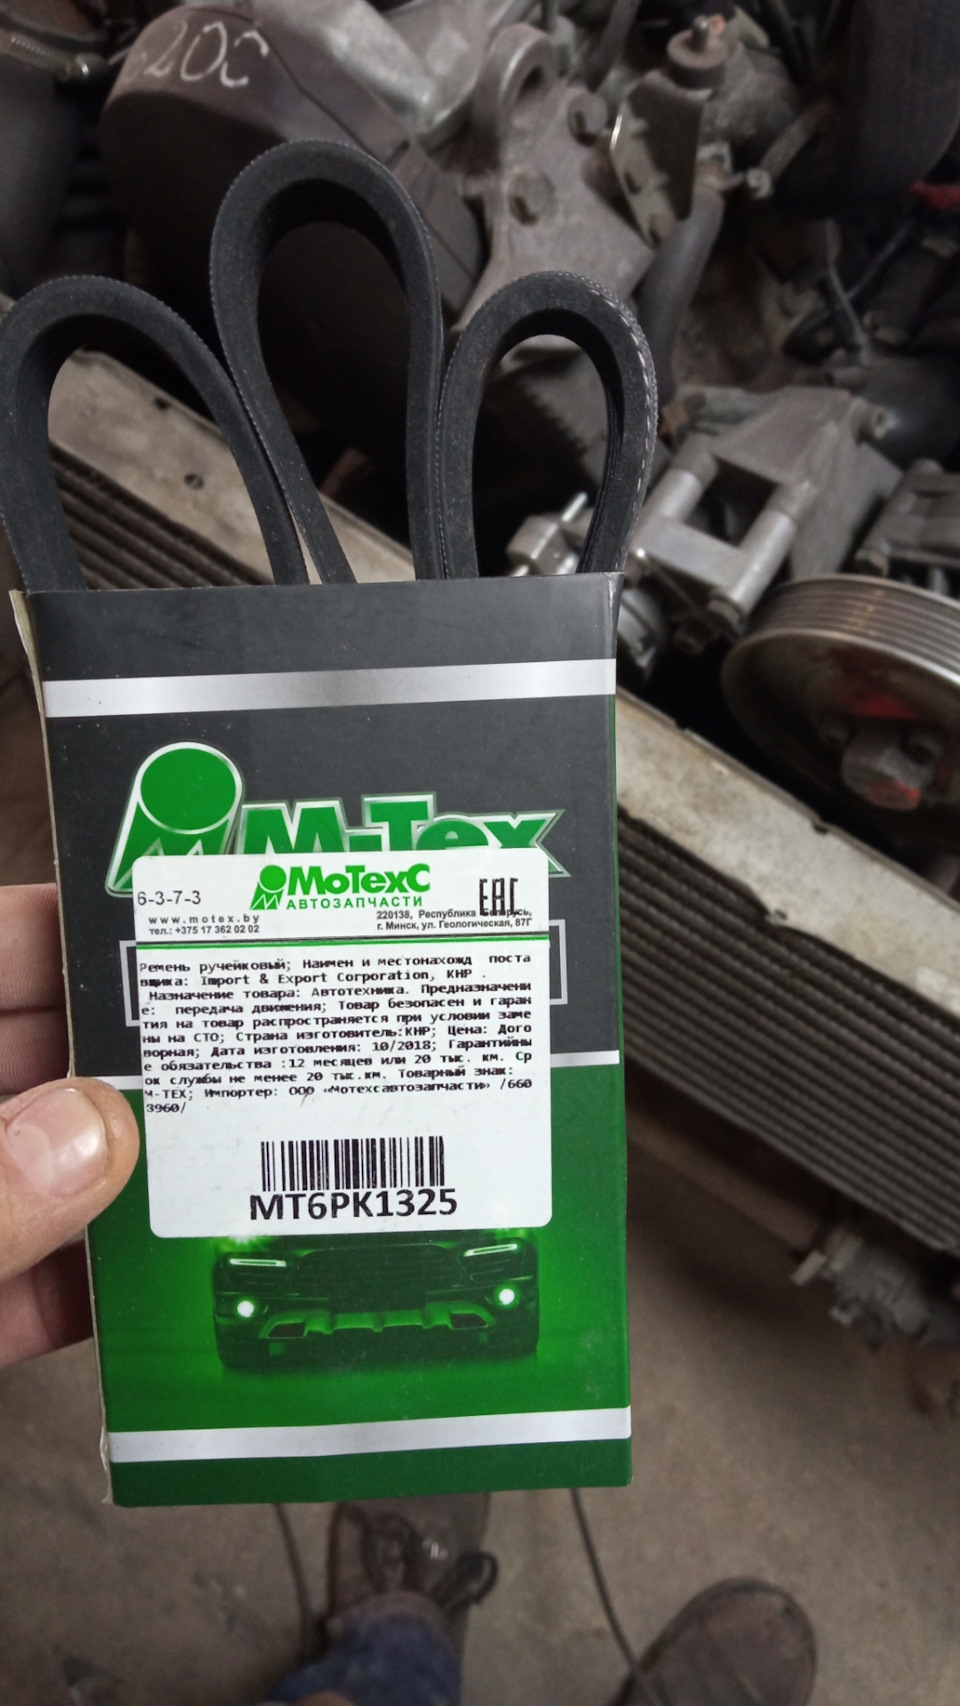 M-Tex
МоТехС
АВТОЗАПЧАСТИ
EAC
6-3-7-3
www.motex.by
тел.: +375 17 362 02 02
220138, Республика Беларусь,
г. Минск, ул. Геологическая, 87Г
Ремень ручейковый; Наимен и местонахожд поста
вщика: Import & Export Corporation, КНР .
Назначение товара: Автотехника. Предназначени
е: передача движения; Товар безопасен и гаран
тия на товар распространяется при условии заме
ны на СТО; Страна изготовитель:КНР; Цена: Дого
ворная; Дата изготовления: 10/2018; Гарантийны
е обязательства :12 месяцев или 20 тыс. км. Ср
ок службы не менее 20 тыс.км. Товарный знак:
M-TEX; Импортер: ООО «Мотехсавтозапчасти» /660
3960/
MT6PK1325